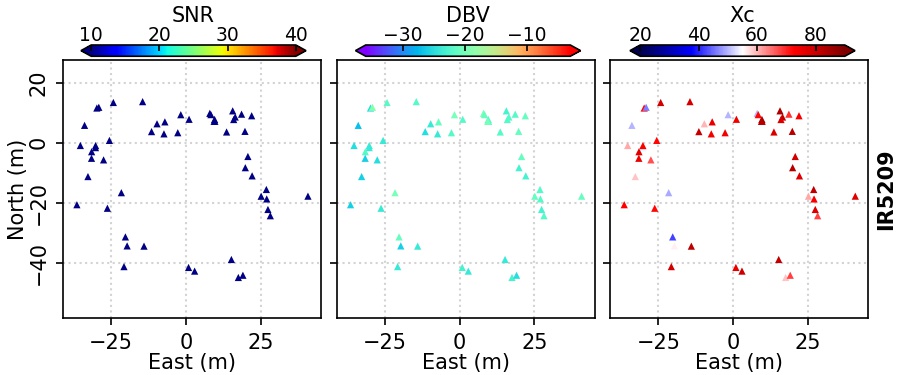 SNR DBV Xc
10 20 30 40 −30 −20 −10 20 40 60 80
20
0
−20
−40
North (m)
−25 0 25 −25 0 25 −25 0 25
East (m) East (m) East (m)
IR5209